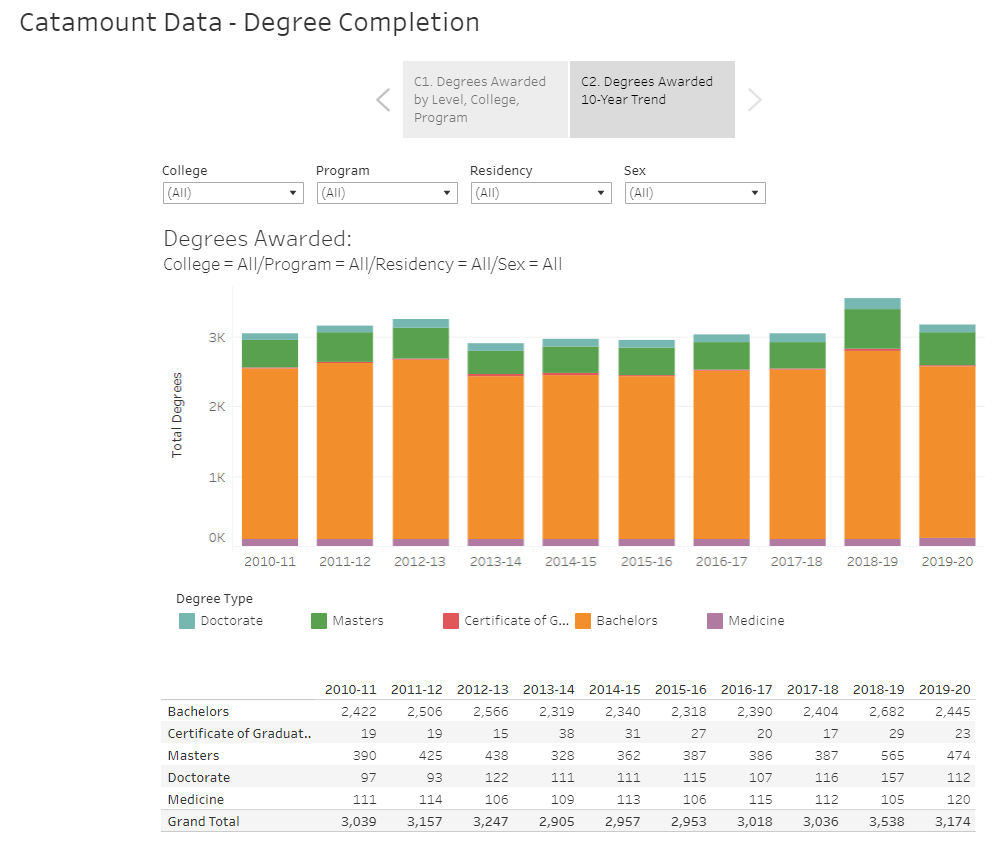 Catamount Data - Degree Completion
C1. Degrees Awarded
by Level, College,
Program
C2. Degrees Awarded
10-Year Trend
College Program Residency Sex
(All) (All) (All) (All)
Degrees Awarded:
College = All/Program = All/Residency = All/Sex = All
Total Degrees
3K
2K
1K
0K
2010-11 2011-12 2012-13 2013-14 2014-15 2015-16 2016-17 2017-18 2018-19 2019-20
Degree Type
Doctorate Masters Certificate of G... Bachelors Medicine
2010-11 2011-12 2012-13 2013-14 2014-15 2015-16 2016-17 2017-18 2018-19 2019-20
Bachelors 2,422 2,506 2,566 2,319 2,340 2,318 2,390 2,404 2,682 2,445
Certificate of Graduat.. 19 19 15 38 31 27 20 17 29 23
Masters 390 425 438 328 362 387 386 387 565 474
Doctorate 97 93 122 111 111 115 107 116 157 112
Medicine 111 114 106 109 113 106 115 112 105 120
Grand Total 3,039 3,157 3,247 2,905 2,957 2,953 3,018 3,036 3,538 3,174